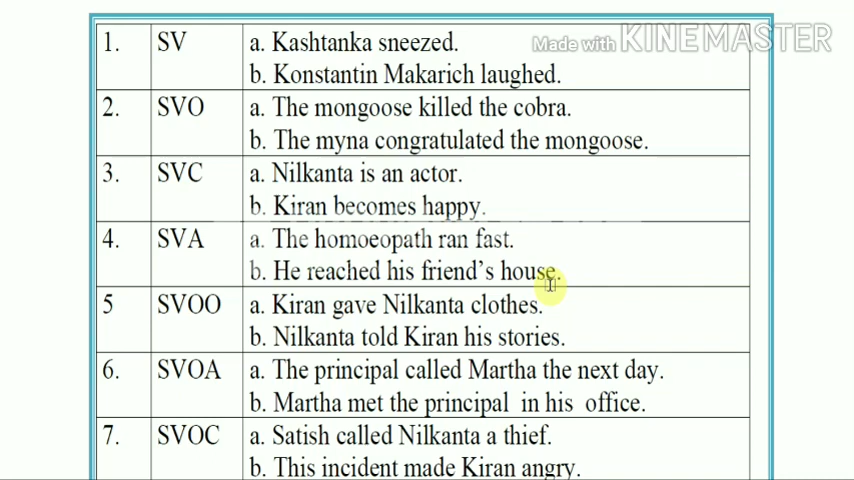 Made with KINEMASTER
1. SV a. Kashtanka sneezed.
b. Konstantin Makarich laughed.
2. SVO a. The mongoose killed the cobra.
b. The myna congratulated the mongoose.
3. SVC a. Nilkanta is an actor.
b. Kiran becomes happy.
4. SVA a. The homoeopath ran fast.
b. He reached his friend's house.
5 SVOO a. Kiran gave Nilkanta clothes.
b. Nilkanta told Kiran his stories.
6. SVOA a. The principal called Martha the next day.
b. Martha met the principal in his office.
7. SVOC a. Satish called Nilkanta a thief.
b. This incident made Kiran angry.